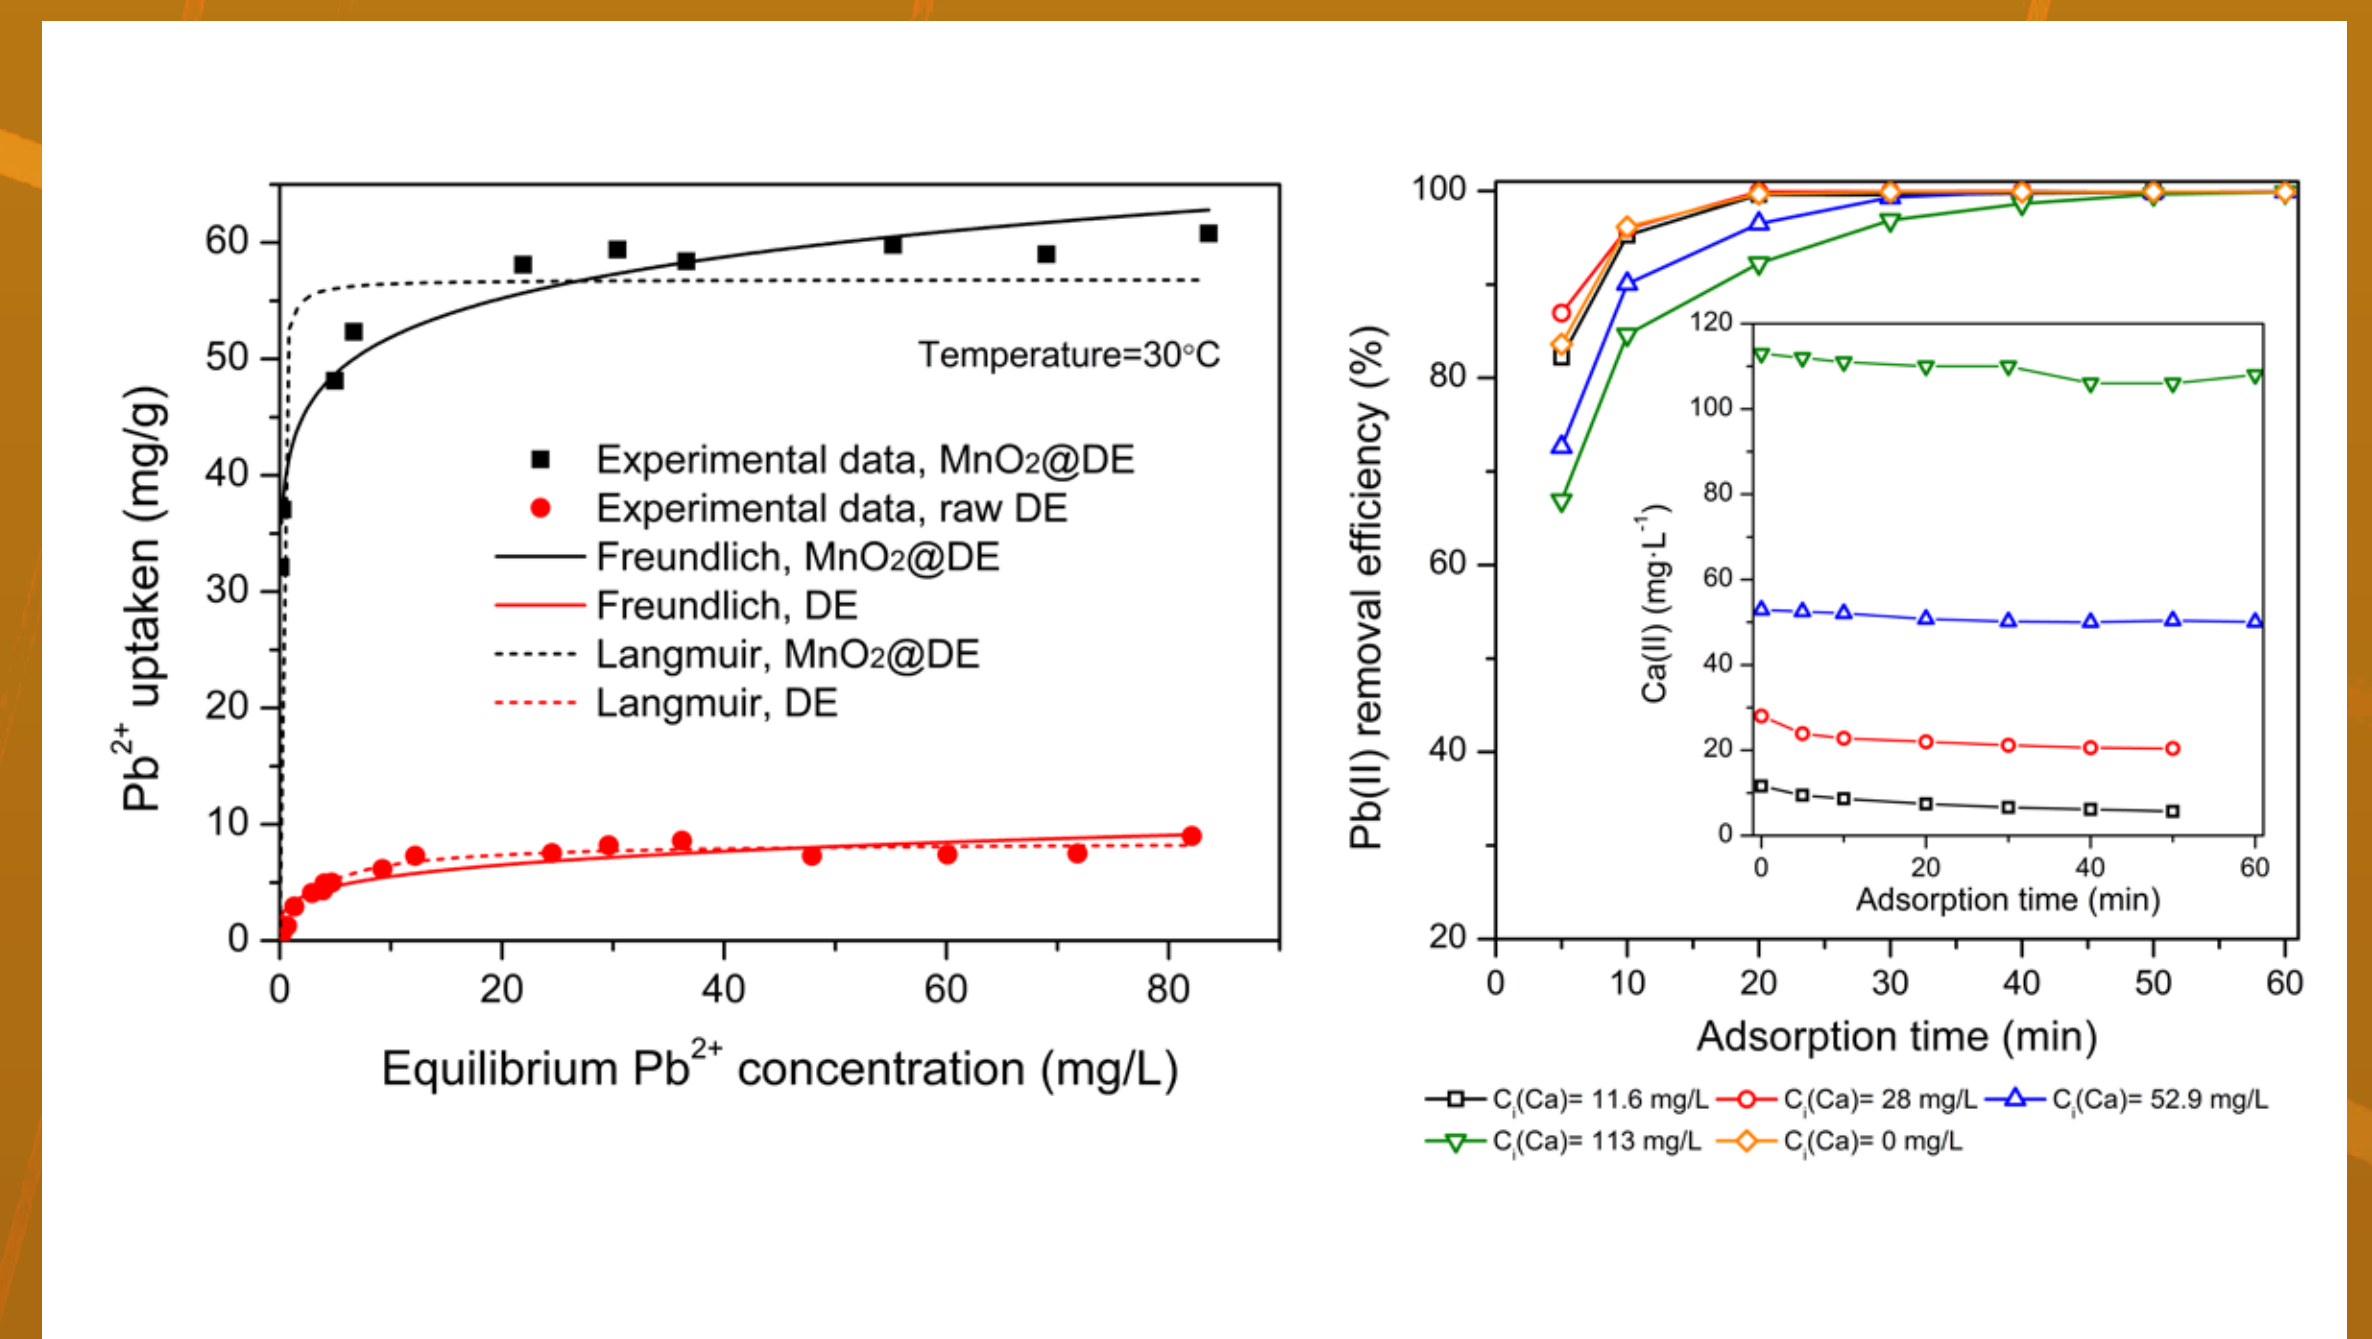 60
50
40
30
20
10
0
0 20 40 60 80
Pb2+ uptaken (mg/g)
Equilibrium Pb2+ concentration (mg/L)
Temperature=30°C
Experimental data, MnO2@DE
Experimental data, raw DE
Freundlich, MnO2@DE
Freundlich, DE
Langmuir, MnO2@DE
Langmuir, DE
100
80
60
40
20
0 10 20 30 40 50 60
Pb(II) removal efficiency (%)
Adsorption time (min)
120
100
80
60
40
20
0
0 20 40 60
Ca(II) (mg·L-1)
Adsorption time (min)
Ci(Ca)= 11.6 mg/L Ci(Ca)= 28 mg/L Ci(Ca)= 52.9 mg/L
Ci(Ca)= 113 mg/L Ci(Ca)= 0 mg/L